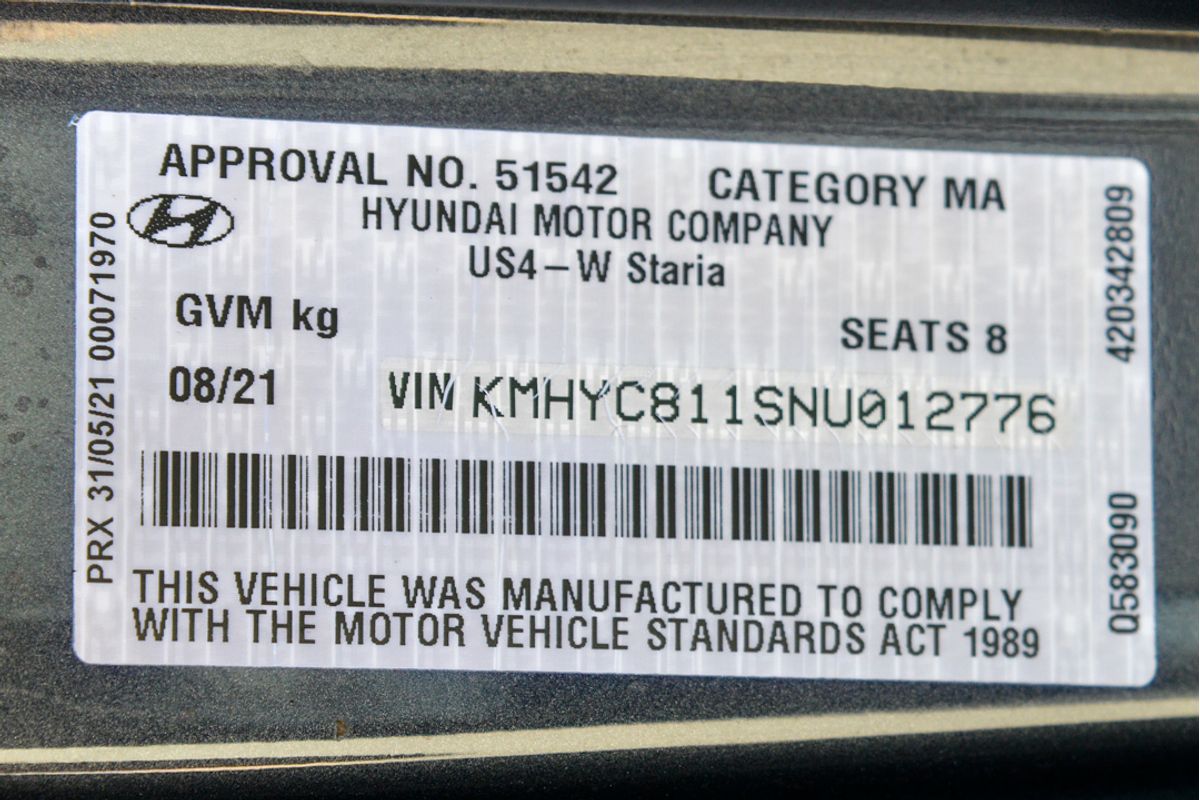 APPROVAL NO. 51542 CATEGORY MA
HYUNDAI MOTOR COMPANY
US4-W Staria
GVM kg
SEATS 8
08/21 VIN KMHYC811SNU012776
THIS VEHICLE WAS MANUFACTURED TO COMPLY
WITH THE MOTOR VEHICLE STANDARDS ACT 1989
PRX 31/05/21 00071970
420342809
Q583090